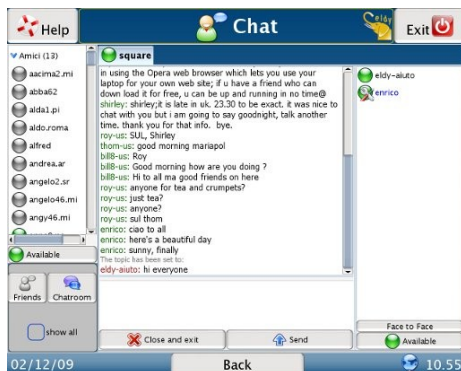 Help
Chat
eldy
Exit
Amici (13)
aacima2.mi
abba62
alda1.pi
aldo.roma
alfred
andrea.ar
angelo2.sr
angelo46.mi
angy46.mi
Available
Friends
Chatroom
show all
square
in using the Opera web browser which lets you use your
laptop for your own web site; if u have a friend who can
down load it for free, u can be up and running in no time@
shirley: shirley;it is late in uk. 23.30 to be exact. it was nice to
chat with you but i am going to say goodnight, talk another
time. thank you for that info. bye.
roy-us: SUL, Shirley
thom-us: good morning mariapol
bill8-us: Roy
bill8-us: Good morning how are you doing ?
bill8-us: Hi to all ma good friends on here
roy-us: anyone for tea and crumpets?
roy-us: just tea?
roy-us: anyone?
roy-us: sul thom
enrico: ciao to all
enrico: here's a beautiful day
enrico: sunny, finally
The topic has been set to:
eldy-aiuto: hi everyone
Close and exit
Send
eldy-aiuto
enrico
Face to Face
Available
02/12/09
Back
10.55